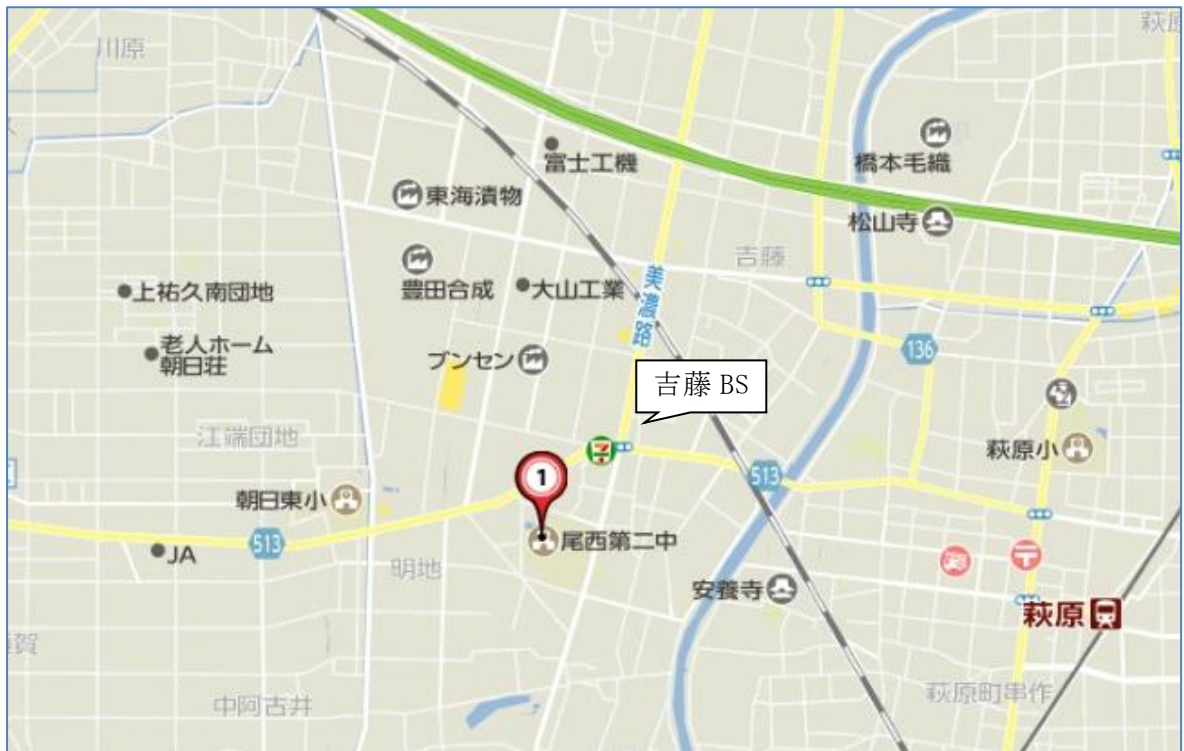 川原
萩原
富士工機
橋本毛織
東海漬物
松山寺
吉藤
豊田合成
大山工業
上祐久南団地
美濃路
老人ホーム
朝日荘
ブンセン
136
吉藤 BS
江端団地
萩原小
7
1
513
朝日東小
513
尾西第二中
JA
明地
安養寺
〒
萩原
賀
中阿古井
萩原町串作